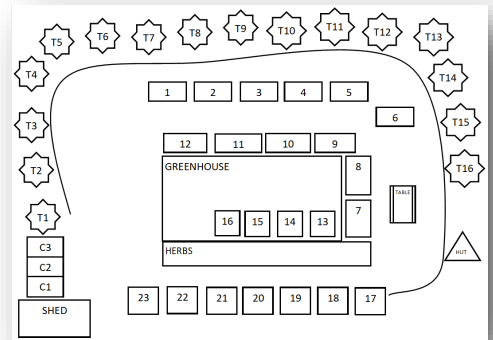 T1
T2
T3
T4
T5
T6
T7
T8
T9
T10
T11
T12
T13
T14
T15
T16
1 2 3 4 5
6
12 11 10 9
GREENHOUSE
8
7
TABLE
16 15 14 13
HERBS
HUT
C3
C2
C1
SHED
23 22 21 20 19 18 17